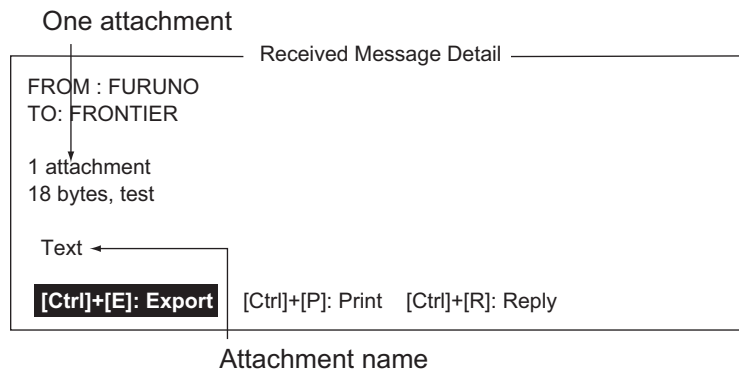 One attachment
Received Message Detail
FROM : FURUNO
TO: FRONTIER
1 attachment
18 bytes, test
Text
[Ctrl]+[E]: Export [Ctrl]+[P]: Print [Ctrl]+[R]: Reply
Attachment name